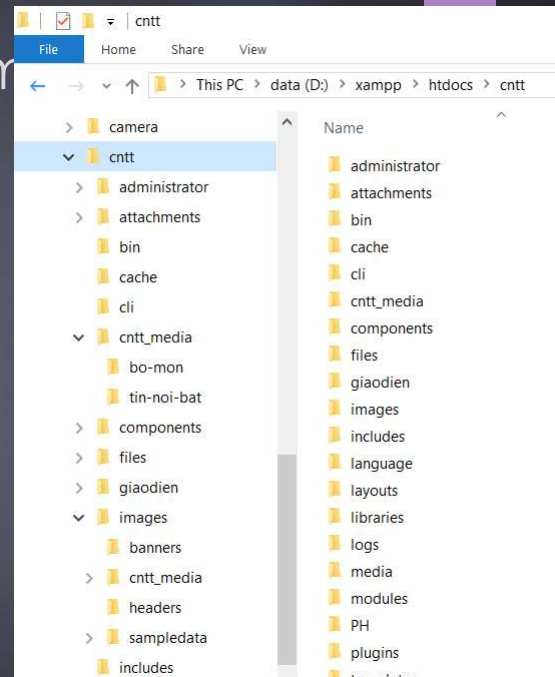 cntt
File Home Share View
This PC > data (D:) > xampp > htdocs > cntt
camera
cntt
administrator
attachments
bin
cache
cli
cntt_media
bo-mon
tin-noi-bat
components
files
giaodien
images
banners
cntt_media
headers
sampledata
includes
Name
administrator
attachments
bin
cache
cli
cntt_media
components
files
giaodien
images
includes
language
layouts
libraries
logs
media
modules
PH
plugins